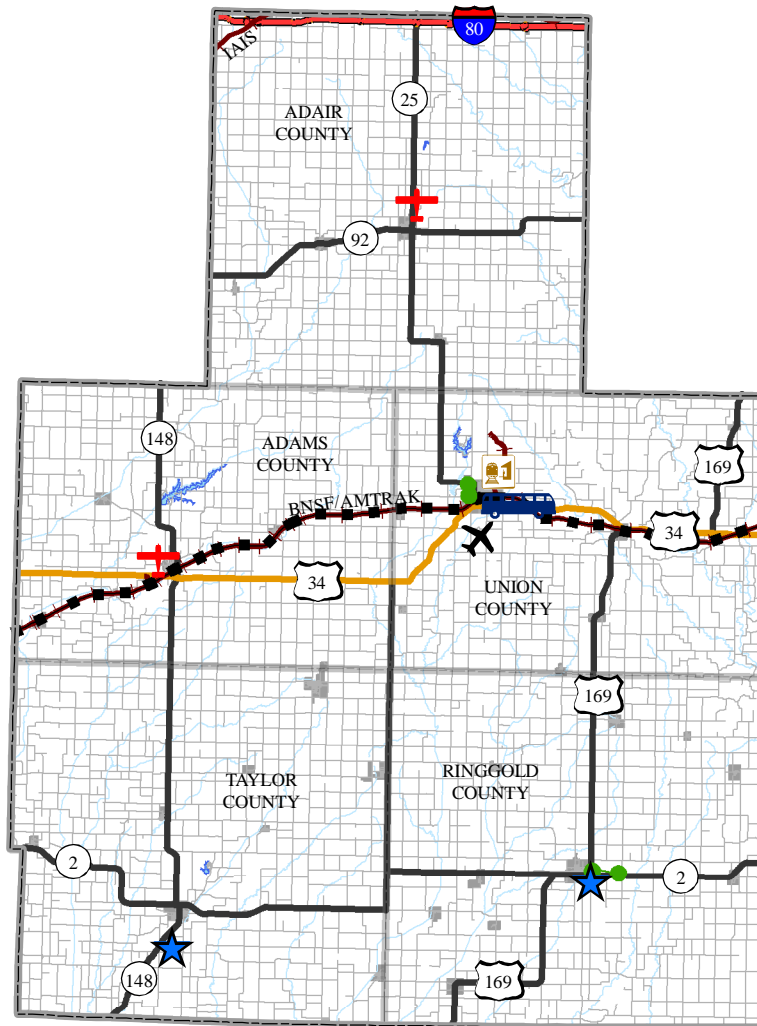 80
IAIS
25
ADAIR
COUNTY
92
148
ADAMS
COUNTY
169
BNSF/AMTRAK
34
34
UNION
COUNTY
169
TAYLOR
COUNTY
RINGGOLD
COUNTY
2
2
148
169